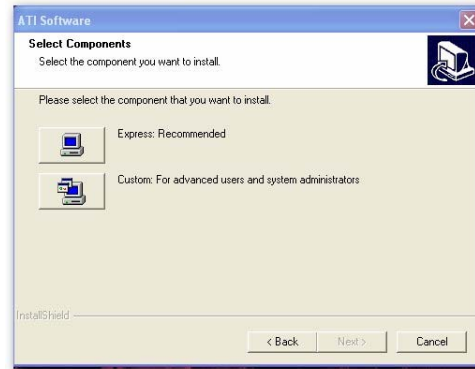 ATI Software
Select Components
Select the component you want to install.
Please select the component that you want to install.
Express: Recommended
Custom: For advanced users and system administrators
InstallShield
< Back Next > Cancel